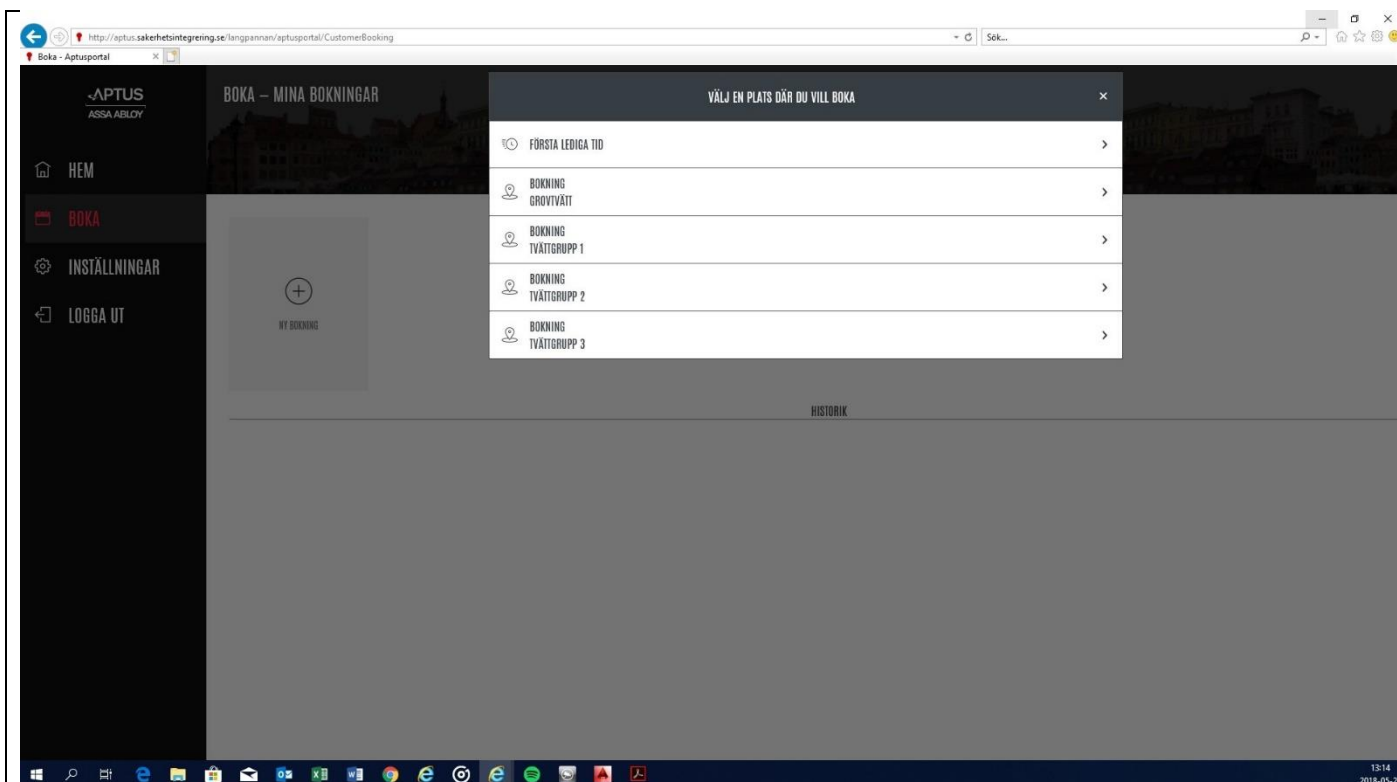 http://aptus.sakerhetsintegrering.se/langpannan/aptusportal/CustomerBooking
Sök...
Boka - Aptusportal
APTUS
ASSA ABLOY
BOKA – MINA BOKNINGAR
VÄLJ EN PLATS DÄR DU VILL BOKA
FÖRSTA LEDIGA TID
HEM
BOKNING
GROVTVÄTT
BOKA
BOKNING
TVÄTTGRUPP 1
INSTÄLLNINGAR
BOKNING
TVÄTTGRUPP 2
LOGGA UT
NY BOKNING
BOKNING
TVÄTTGRUPP 3
HISTORIK
13:14